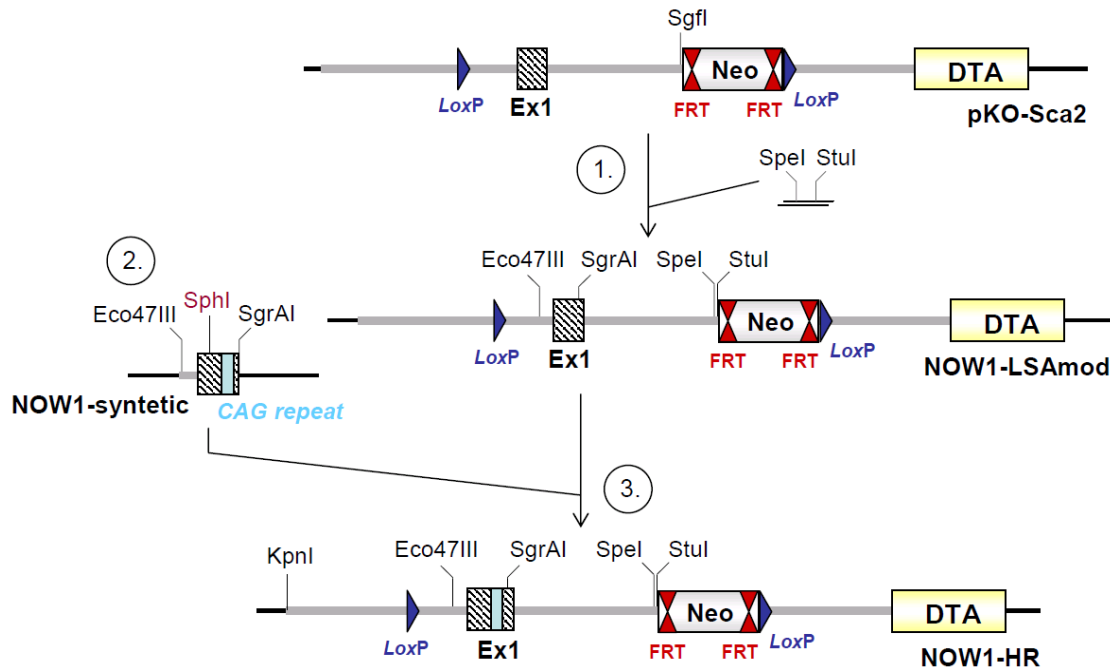 SgfI
Neo
DTA
LoxP
Ex1
FRT
FRT
LoxP
pKO-Sca2
1.
SpeI
StuI
2.
Eco47III
SphI
SgrAI
NOW1-syntetic
CAG repeat
Eco47III
SgrAI
SpeI
StuI
Neo
DTA
LoxP
Ex1
FRT
FRT
LoxP
NOW1-LSAmod
3.
KpnI
Eco47III
SgrAI
SpeI
StuI
Neo
DTA
LoxP
Ex1
FRT
FRT
LoxP
NOW1-HR